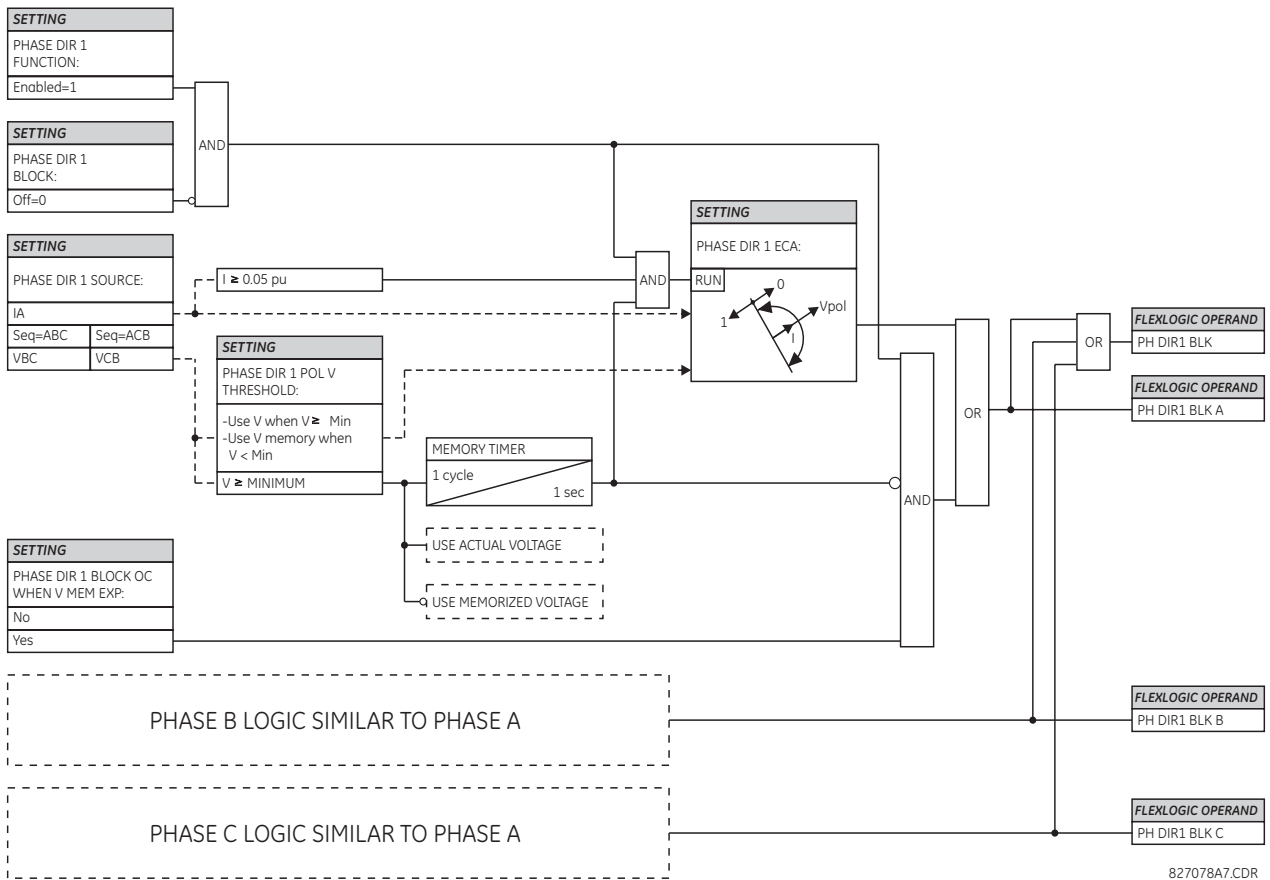 SETTING
PHASE DIR 1
FUNCTION:
Enabled=1
AND
SETTING
PHASE DIR 1
BLOCK:
Off=0
SETTING
PHASE DIR 1 SOURCE:
IA
Seq=ABC Seq=ACB
VBC VCB
I ≥ 0.05 pu
SETTING
PHASE DIR 1 POL V
THRESHOLD:
-Use V when V ≥ Min
-Use V memory when
V < Min
V ≥ MINIMUM
MEMORY TIMER
1 cycle
1 sec
USE ACTUAL VOLTAGE
USE MEMORIZED VOLTAGE
AND
SETTING
PHASE DIR 1 ECA:
RUN
0
1
Vpol
I
AND
OR
OR
FLEXLOGIC OPERAND
PH DIR1 BLK
FLEXLOGIC OPERAND
PH DIR1 BLK A
SETTING
PHASE DIR 1 BLOCK OC
WHEN V MEM EXP:
No
Yes
PHASE B LOGIC SIMILAR TO PHASE A
FLEXLOGIC OPERAND
PH DIR1 BLK B
PHASE C LOGIC SIMILAR TO PHASE A
FLEXLOGIC OPERAND
PH DIR1 BLK C
827078A7.CDR